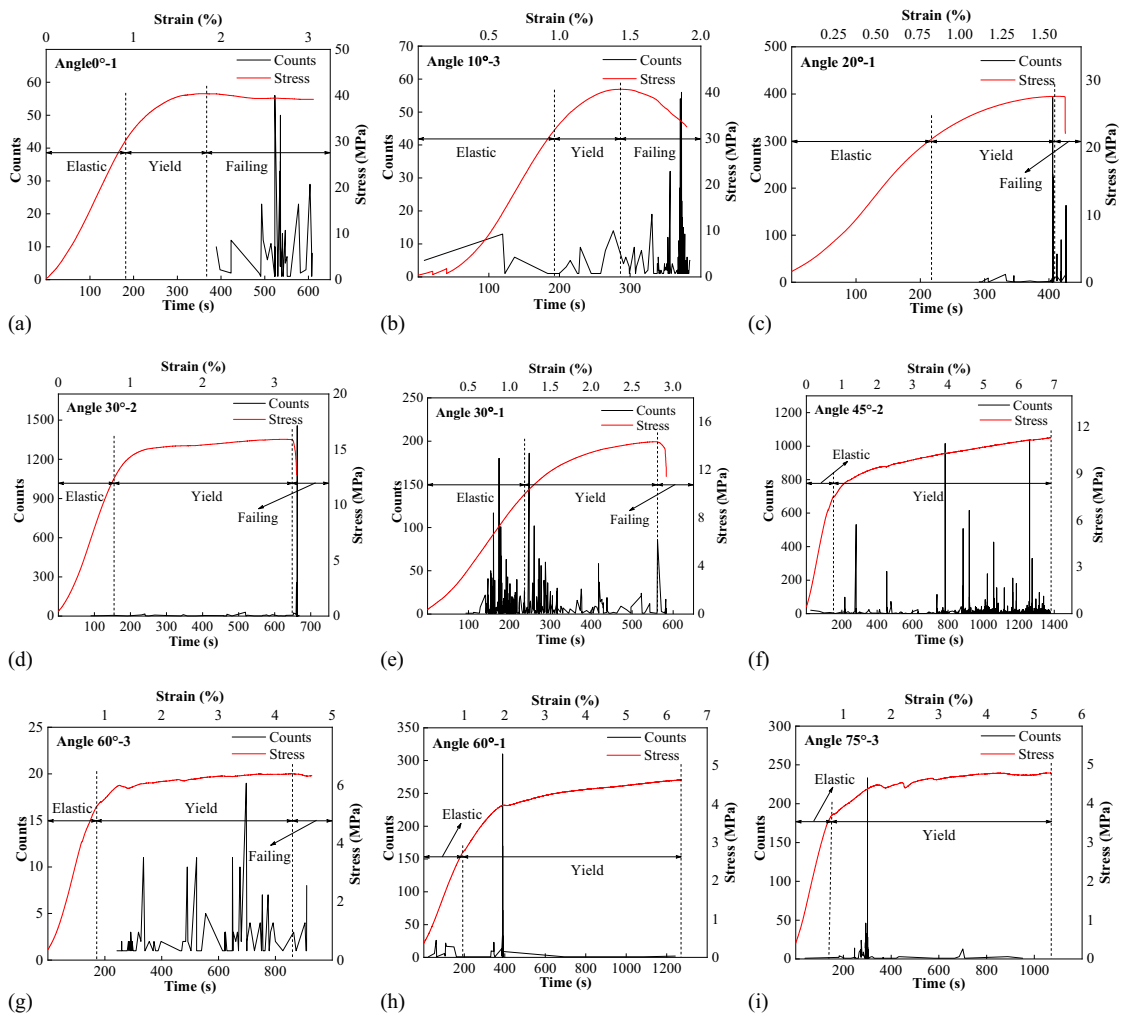 Strain (%)
0 1 2 3
Angle0°-1
Counts
Stress
Elastic
Yield
Failing
Counts
0 10 20 30 40 50 60
Stress (MPa)
0 10 20 30 40 50
100 200 300 400 500 600
Time (s)
(a)
Strain (%)
0.0 0.5 1.0 1.5 2.0
Angle 10°-3
Counts
Stress
Elastic
Yield
Failing
Counts
0 10 20 30 40 50 60 70
Stress (MPa)
0 10 20 30 40
100 200 300 400
Time (s)
(b)
Strain (%)
0.25 0.50 0.75 1.00 1.25 1.50
Angle 20°-1
Counts
Stress
Elastic
Yield
Failing
Counts
0 100 200 300 400 500
Stress (MPa)
0 10 20 30
100 200 300 400
Time (s)
(c)
Strain (%)
0 1 2 3
Angle 30°-2
Counts
Stress
Elastic
Yield
Failing
Counts
0 300 600 900 1200 1500
Stress (MPa)
0 5 10 15 20
100 200 300 400 500 600 700
Time (s)
(d)
Strain (%)
0.5 1.0 1.5 2.0 2.5 3.0
Angle 30°-1
Counts
Stress
Elastic
Yield
Failing
Counts
0 50 100 150 200 250
Stress (MPa)
0 4 8 12 16
100 200 300 400 500 600
Time (s)
(e)
Strain (%)
0 1 2 3 4 5 6 7
Angle 45°-2
Counts
Stress
Elastic
Yield
Counts
0 200 400 600 800 1000 1200
Stress (MPa)
0 3 6 9 12
200 400 600 800 1000 1200 1400
Time (s)
(f)
Strain (%)
0 1 2 3 4 5
Angle 60°-3
Counts
Stress
Elastic
Yield
Failing
Counts
0 5 10 15 20 25
Stress (MPa)
0 2 4 6
200 400 600 800
Time (s)
(g)
Strain (%)
0 1 2 3 4 5 6 7
Angle 60°-1
Counts
Stress
Elastic
Yield
Counts
0 50 100 150 200 250 300 350
Stress (MPa)
0 1 2 3 4 5
200 400 600 800 1000 1200
Time (s)
(h)
Strain (%)
0 1 2 3 4 5 6
Angle 75°-3
Counts
Stress
Elastic
Yield
Counts
0 50 100 150 200 250 300
Stress (MPa)
0 1 2 3 4 5
200 400 600 800 1000
Time (s)
(i)